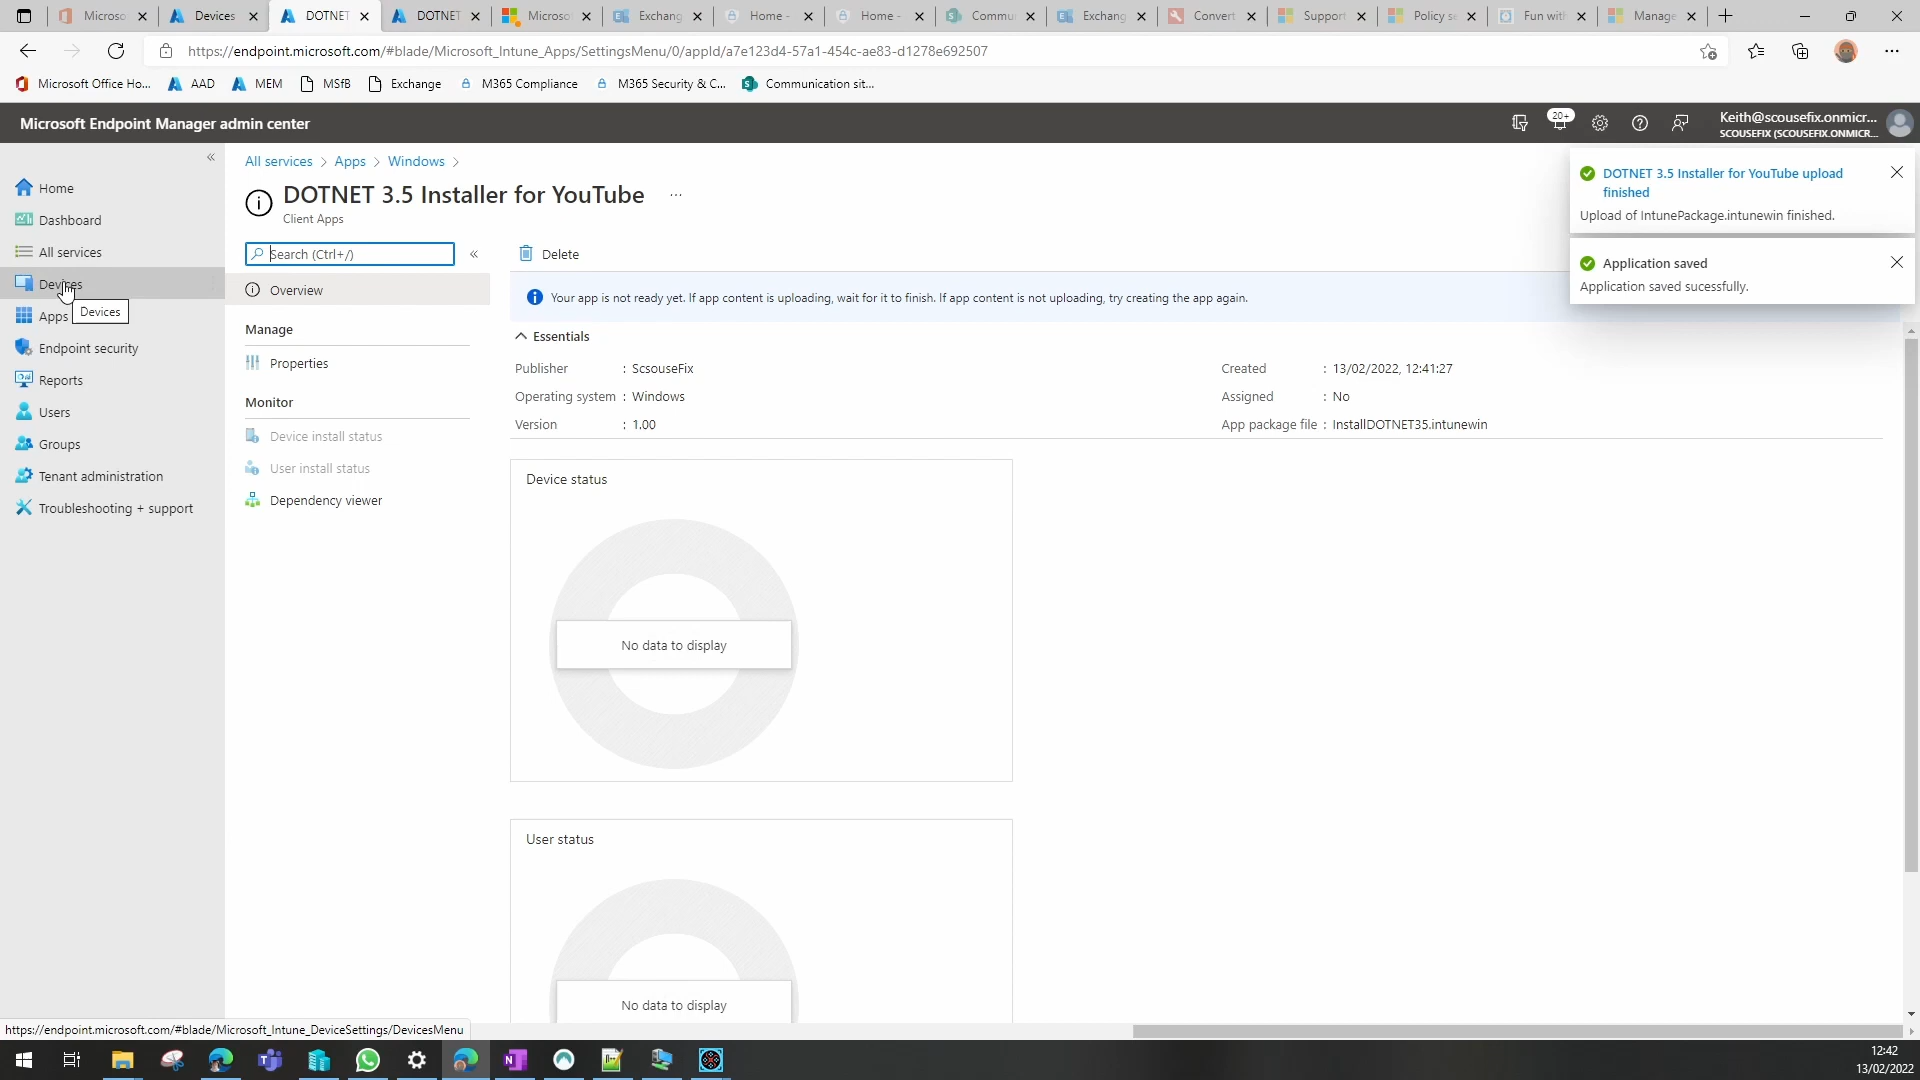 Microsof
Devices
DOTNET
DOTNET
Microsof
Exchang
Home -
Home -
Commu
Exchang
Convert
Support
Policy se
Fun with
Manage
https://endpoint.microsoft.com/#blade/Microsoft_Intune_Apps/SettingsMenu/0/appId/a7e123d4-57a1-454c-ae83-d1278e692507
Microsoft Office Ho...
AAD
MEM
MSfB
Exchange
M365 Compliance
M365 Security & C...
Communication sit...
Microsoft Endpoint Manager admin center
20+
Keith@scousefix.onmicr...
SCOUSEFIX (SCOUSEFIX.ONMICR...
Home
Dashboard
All services
Devices
Devices
Apps
Endpoint security
Reports
Users
Groups
Tenant administration
Troubleshooting + support
All services > Apps > Windows >
DOTNET 3.5 Installer for YouTube ...
Client Apps
Search (Ctrl+/)
Overview
Manage
Properties
Monitor
Device install status
User install status
Dependency viewer
Delete
Your app is not ready yet. If app content is uploading, wait for it to finish. If app content is not uploading, try creating the app again.
Essentials
Publisher : ScsouseFix
Operating system : Windows
Version : 1.00
Created : 13/02/2022, 12:41:27
Assigned : No
App package file : InstallDOTNET35.intunewin
Device status
No data to display
User status
No data to display
DOTNET 3.5 Installer for YouTube upload
finished
Upload of IntunePackage.intunewin finished.
Application saved
Application saved sucessfully.
https://endpoint.microsoft.com/#blade/Microsoft_Intune_DeviceSettings/DevicesMenu
12:42
13/02/2022